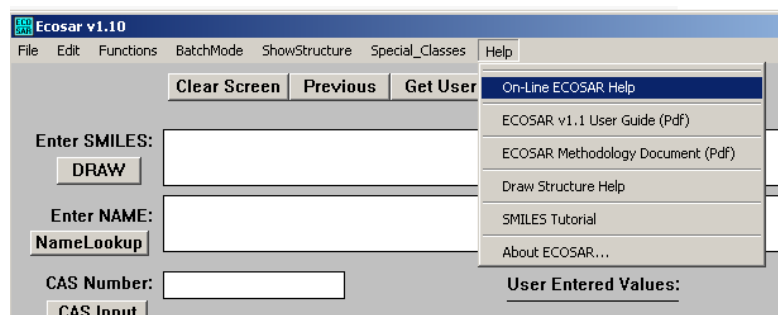 ECO SAR Ecosar v1.10
File Edit Functions BatchMode ShowStructure Special_Classes Help
Clear Screen Previous Get User
On-Line ECOSAR Help
ECOSAR v1.1 User Guide (Pdf)
ECOSAR Methodology Document (Pdf)
Draw Structure Help
SMILES Tutorial
About ECOSAR...
Enter SMILES:
DRAW
Enter NAME:
NameLookup
CAS Number:
User Entered Values:
CAS Input